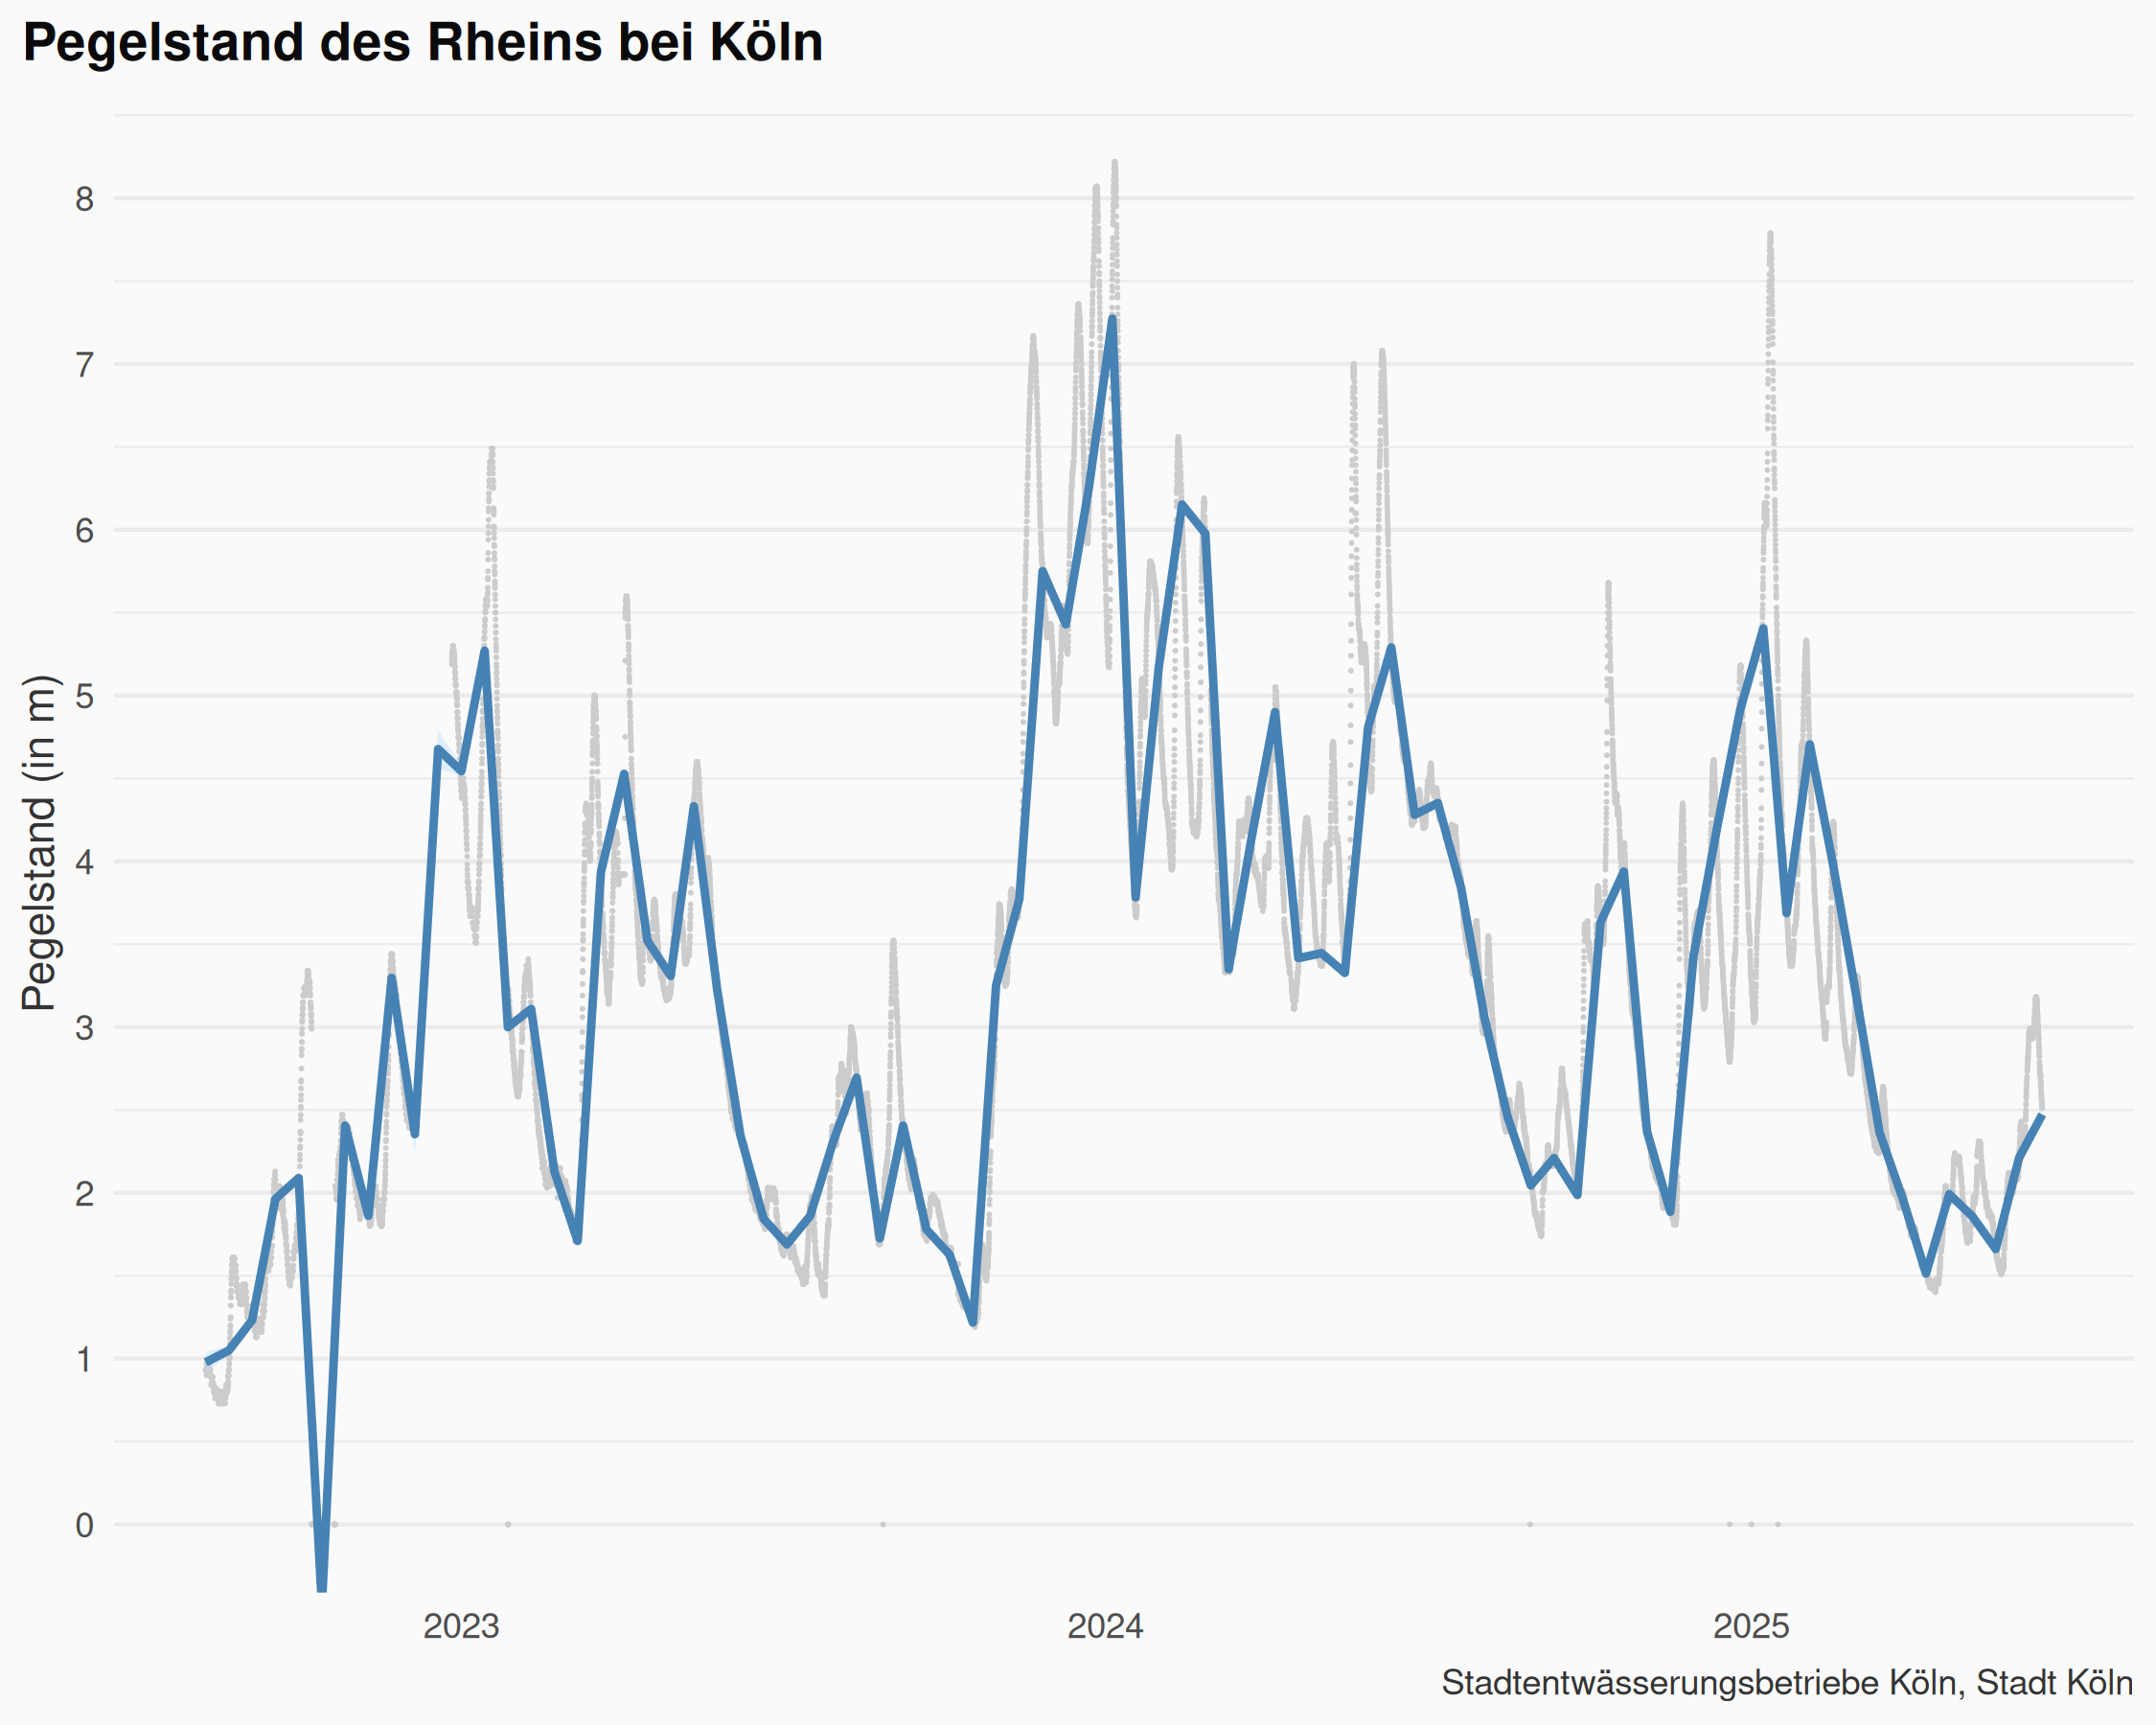 Pegelstand des Rheins bei Köln
Pegelstand (in m)
8
7
6
5
4
3
2
1
0
2023 2024 2025
Stadtentwässerungsbetriebe Köln, Stadt Köln